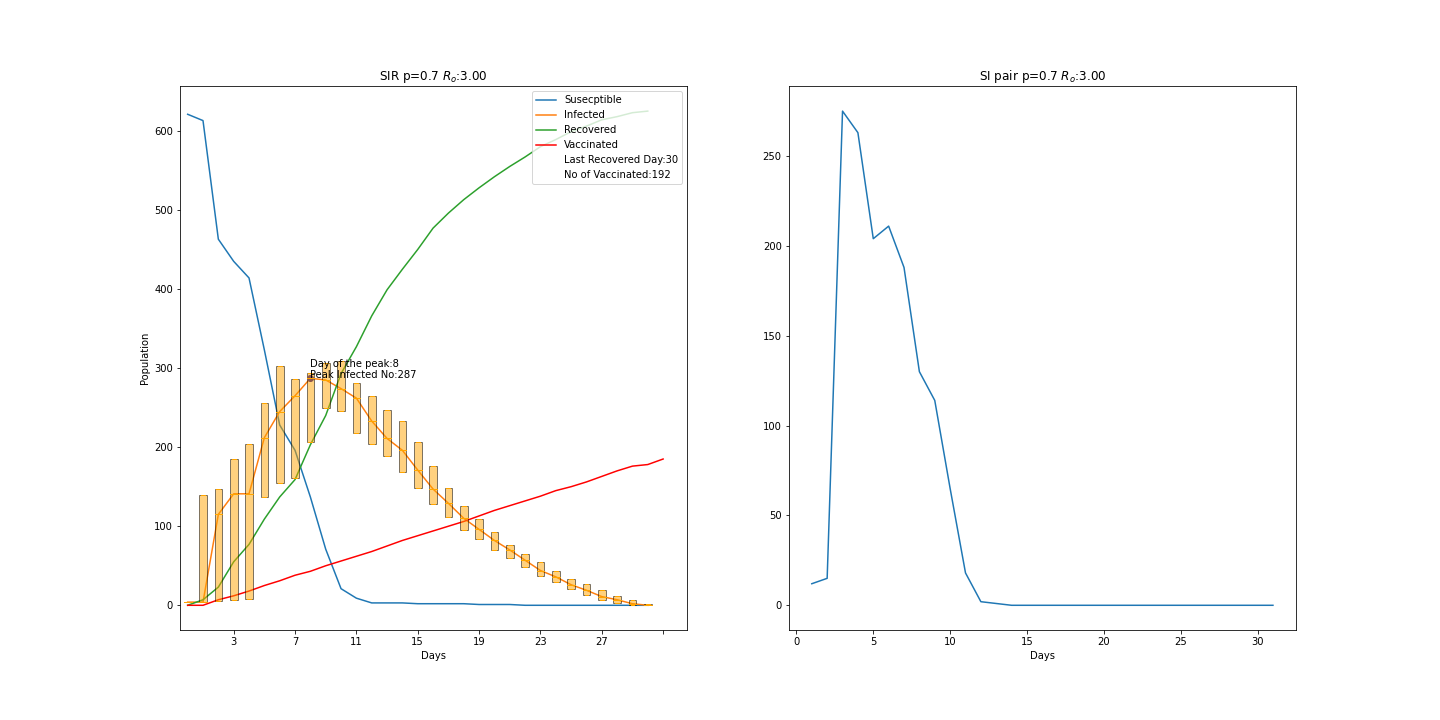 SIR p=0.7 Rₒ:3.00
Susecptible
Infected
Recovered
Vaccinated
Last Recovered Day:30
No of Vaccinated:192
Day of the peak:8
Peak Infected No:287
Population
600
500
400
300
200
100
0
3 7 11 15 19 23 27
Days
SI pair p=0.7 Rₒ:3.00
250
200
150
100
50
0
0 5 10 15 20 25 30
Days